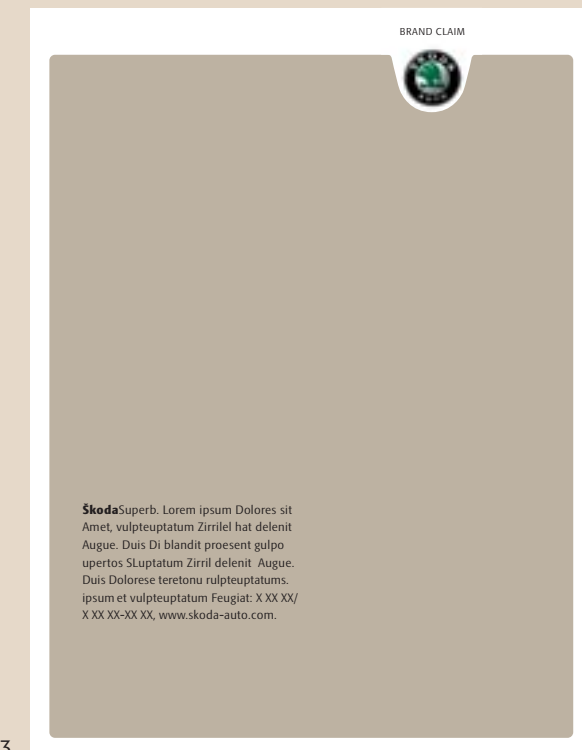 BRAND CLAIM
ŠKODA
AUTO
ŠkodaSuperb. Lorem ipsum Dolores sit
Amet, vulpteuptatum Zirrilel hat delenit
Augue. Duis Di blandit proesent gulpo
upertos SLuptatum Zirril delenit  Augue.
Duis Dolorese teretonu rulpteuptatums.
ipsum et vulpteuptatum Feugiat: X XX XX/
X XX XX-XX XX, www.skoda-auto.com.
3